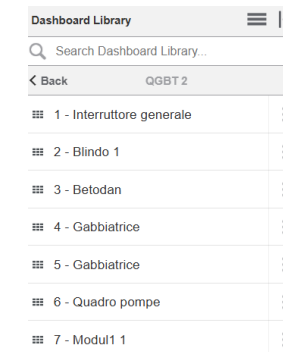 Dashboard Library
Search Dashboard Library...
Back QGBT 2
1 - Interruttore generale
2 - Blindo 1
3 - Betodan
4 - Gabbiatrice
5 - Gabbiatrice
6 - Quadro pompe
7 - Modul1 1